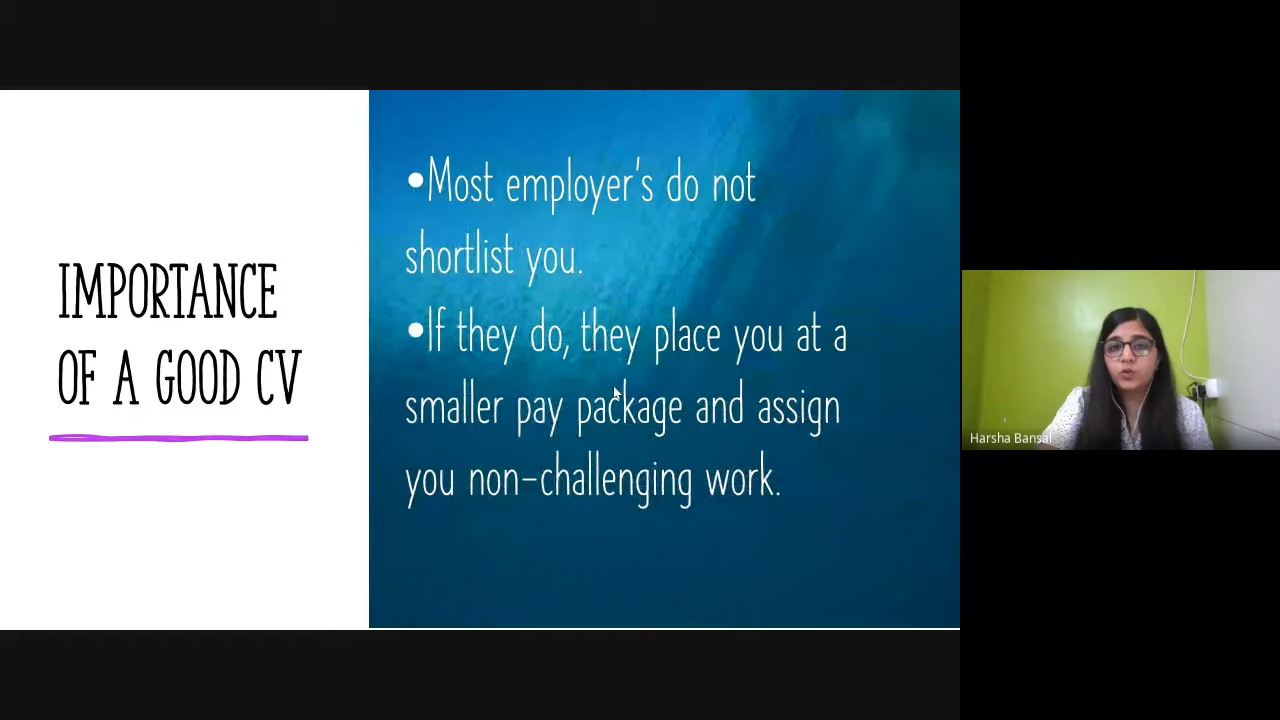 IMPORTANCE
OF A GOOD CV
•Most employer's do not
shortlist you.
•If they do, they place you at a
smaller pay package and assign
you non-challenging work.
Harsha Bansal